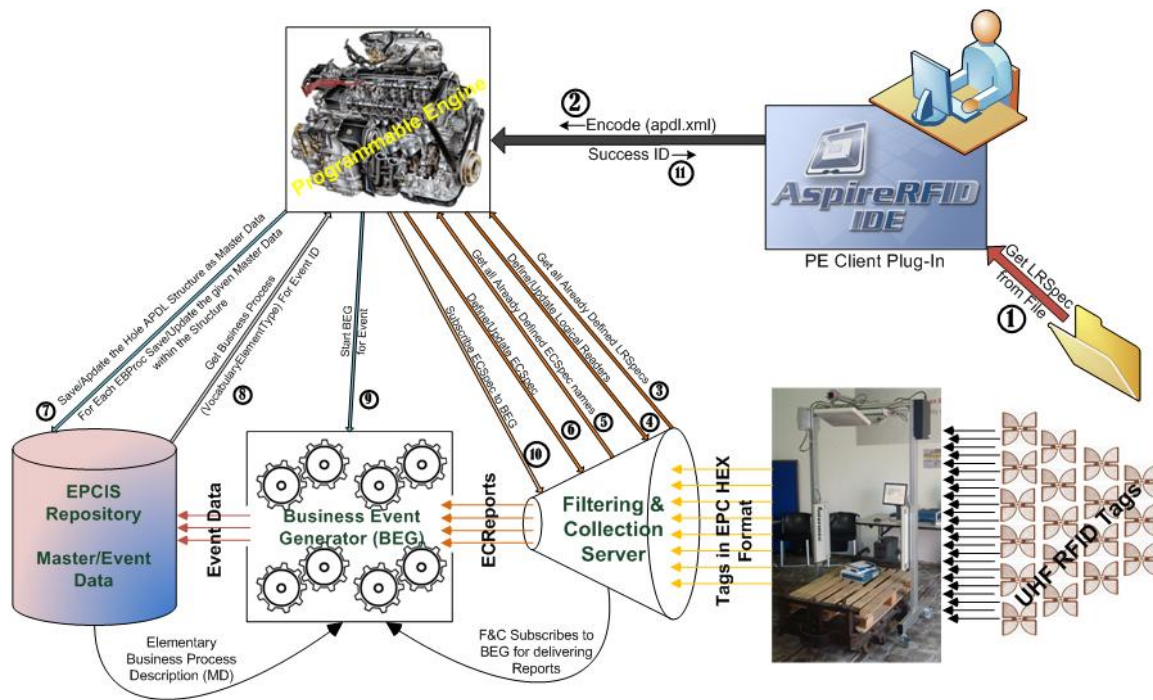 Programmable Engine
②
←Encode (apdl.xml)
Success ID→
⑪
AspireRFID
IDE
PE Client Plug-In
Get LRSpec
from File
①
Save/Apdate the Hole APDL Structure as Master Data
For Each EBProc Save/Update the given Master Data
within the Structure
Get Business Process
(VocabularyElementType) For Event ID
Start BEG
for Event
Subscribe ECSpec to BEG
Define/Update ECSpec
Get all Already Defined ECSpec names
Define/Update Logical Readers
Get all Already Defined LRSpecs
⑦
⑧
⑨
⑩
⑥
⑤
④
③
EPCIS
Repository
Master/Event
Data
Event Data
Business Event
Generator (BEG)
ECReports
Filtering &
Collection
Server
Tags in EPC HEX
Format
UHF RFID Tags
Elementary
Business Process
Description (MD)
F&C Subscribes to
BEG for delivering
Reports